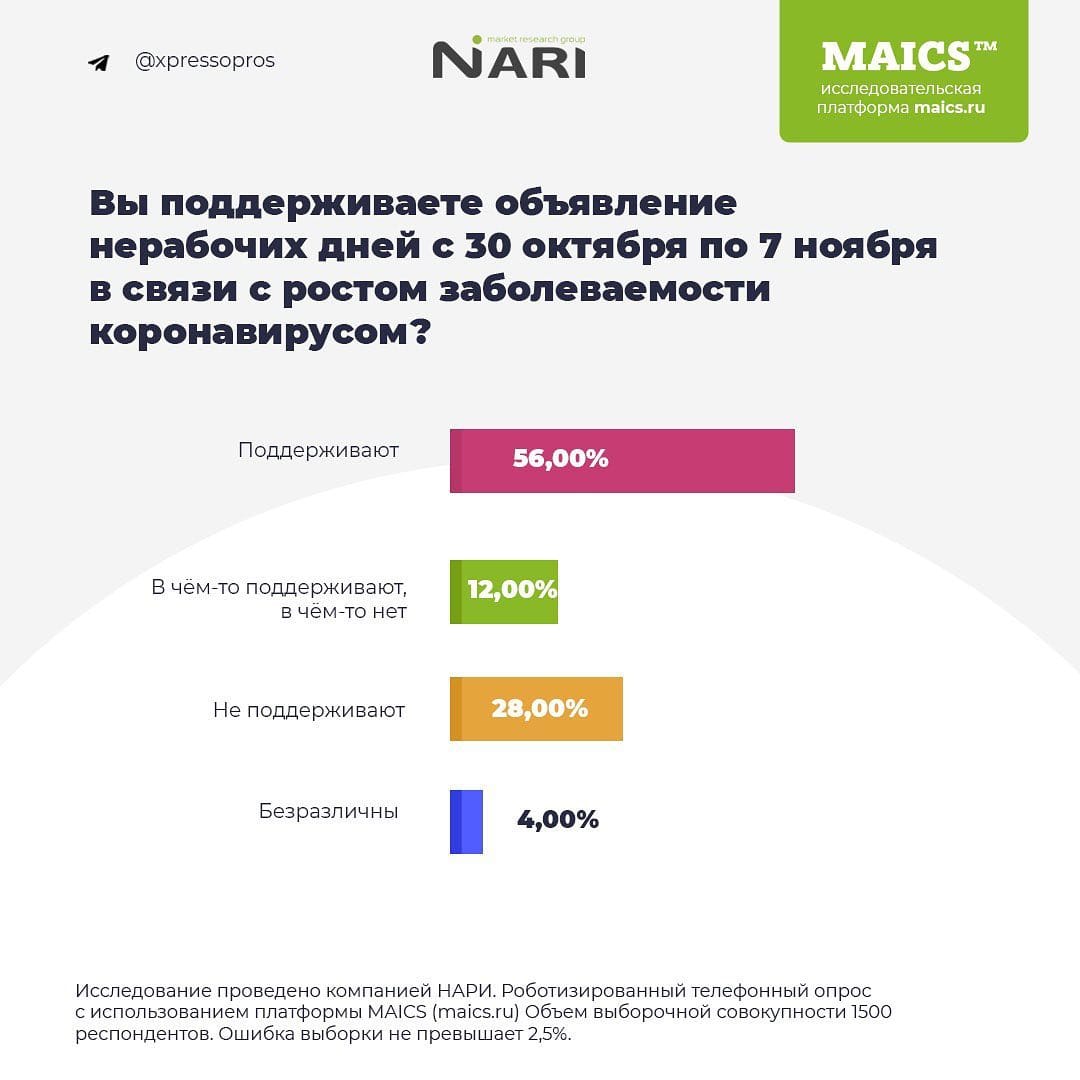 @xpressopros
market research group
NARI
MAICS™
исследовательская
платформа maics.ru
Вы поддерживаете объявление
нерабочих дней с 30 октября по 7 ноября
в связи с ростом заболеваемости
коронавирусом?
Поддерживают
56,00%
В чём-то поддерживают,
в чём-то нет
12,00%
Не поддерживают
28,00%
Безразличны
4,00%
Исследование проведено компанией НАРИ. Роботизированный телефонный опрос
с использованием платформы MAICS (maics.ru) Объем выборочной совокупности 1500
респондентов. Ошибка выборки не превышает 2,5%.